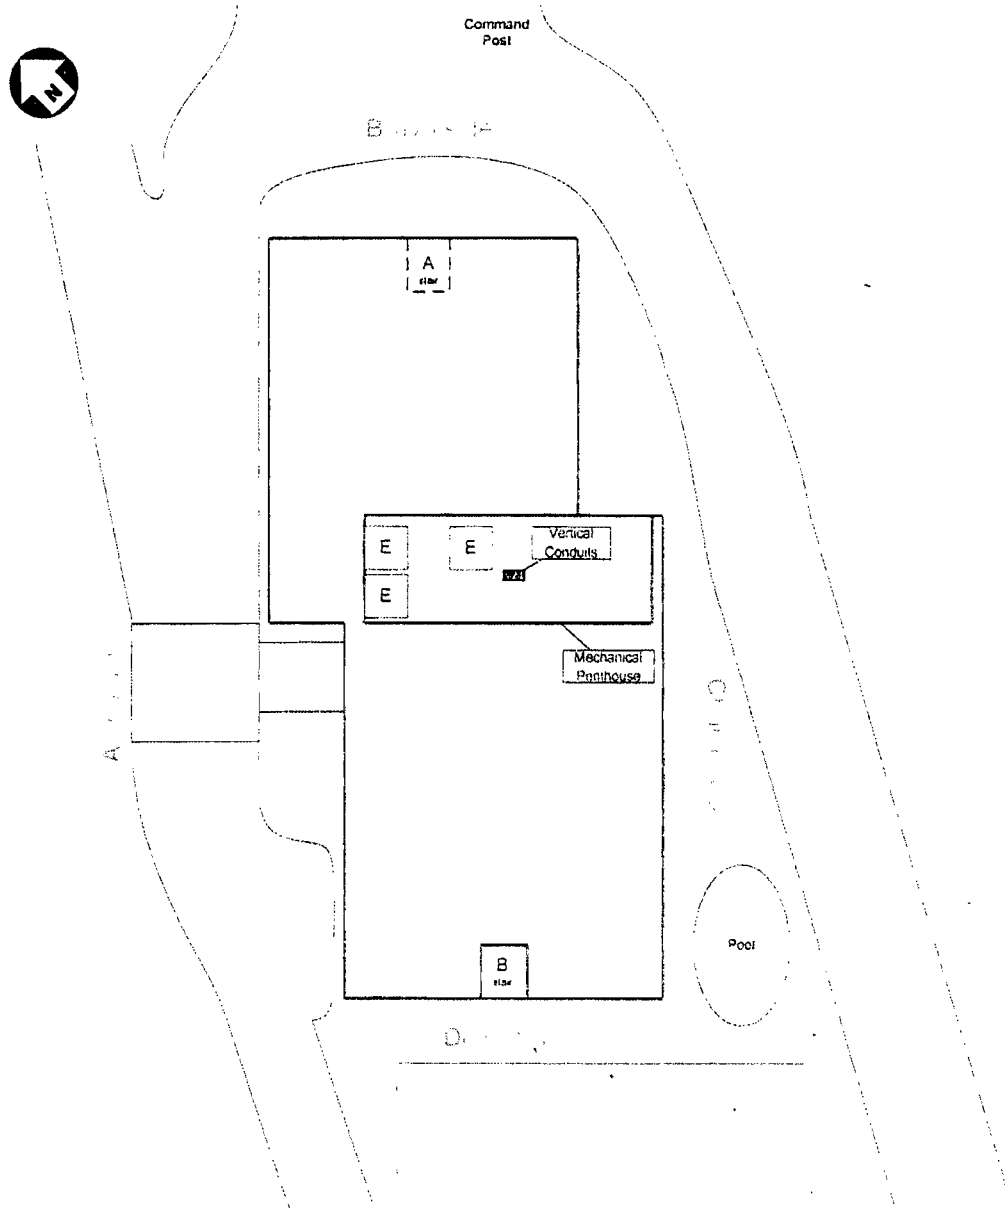 Command
Post
N
B
A
stair
E
E
Vertical
Conduits
E
Mechanical
Penthouse
A
C
Pool
B
stair
D